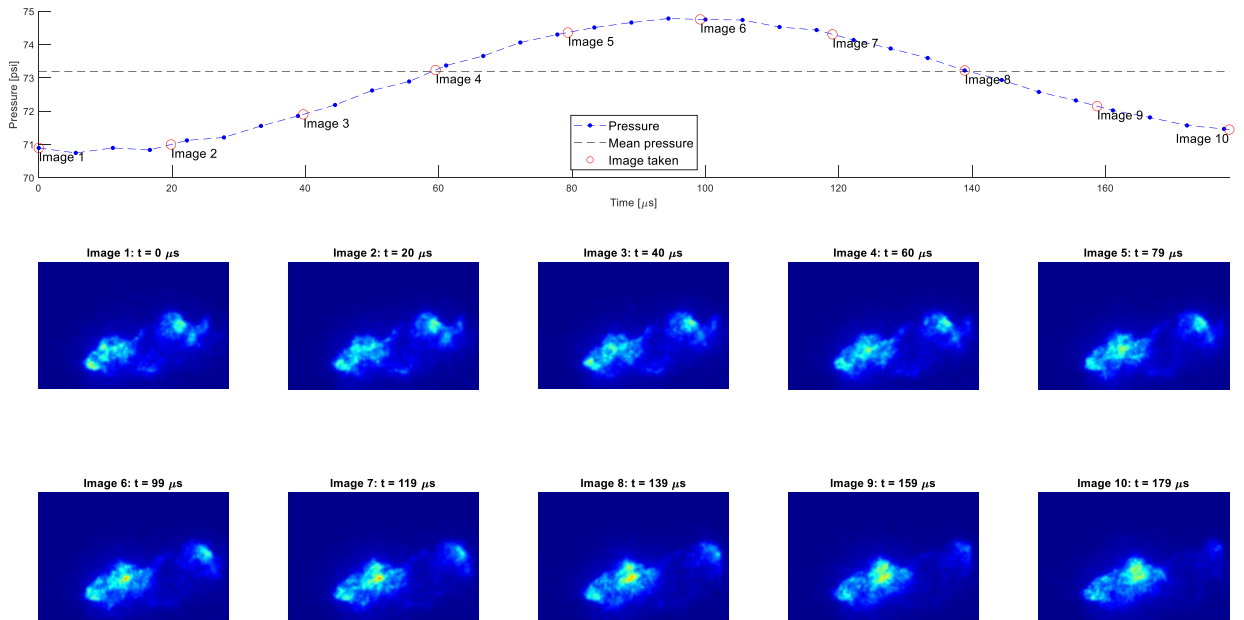 75
74
73
72
71
70
Pressure [psi]
Image 1
Image 2
Image 3
Image 4
Image 5
Image 6
Image 7
Image 8
Image 9
Image 10
Pressure
Mean pressure
Image taken
0 20 40 60 80 100 120 140 160
Time [μs]
Image 1: t = 0 μs
Image 2: t = 20 μs
Image 3: t = 40 μs
Image 4: t = 60 μs
Image 5: t = 79 μs
Image 6: t = 99 μs
Image 7: t = 119 μs
Image 8: t = 139 μs
Image 9: t = 159 μs
Image 10: t = 179 μs